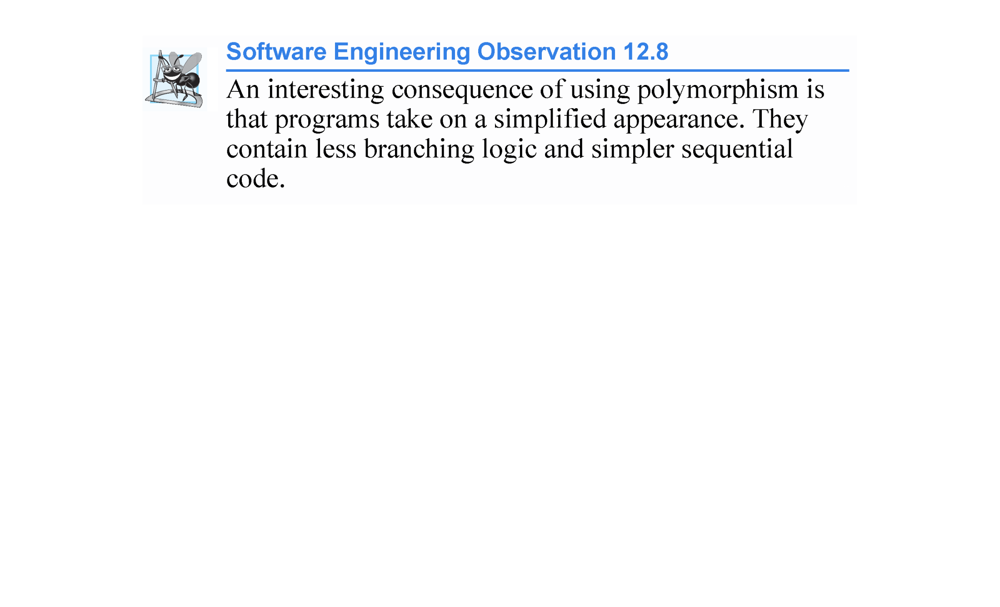 Software Engineering Observation 12.8
An interesting consequence of using polymorphism is
that programs take on a simplified appearance. They
contain less branching logic and simpler sequential
code.